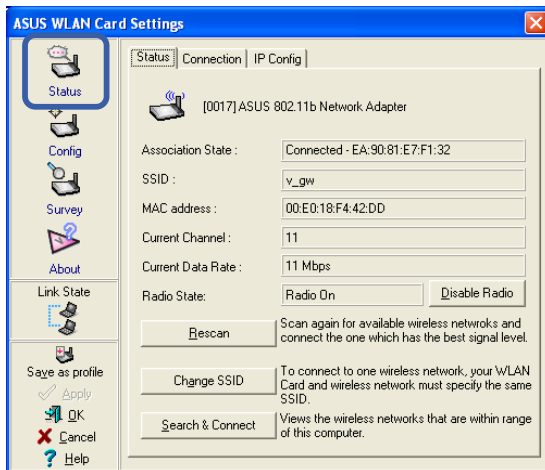 ASUS WLAN Card Settings
Status
Config
Survey
About
Link State
Save as profile
Apply
OK
Cancel
Help
Status Connection IP Config
[0017] ASUS 802.11b Network Adapter
Association State : Connected - EA:90:81:E7:F1:32
SSID : v_gw
MAC address : 00:E0:18:F4:42:DD
Current Channel : 11
Current Data Rate : 11 Mbps
Radio State: Radio On Disable Radio
Rescan
Scan again for available wireless netwroks and
connect the one which has the best signal level.
Change SSID
To connect to one wireless network, your WLAN
Card and wireless network must specify the same
SSID.
Search & Connect
Views the wireless networks that are within range
of this computer.